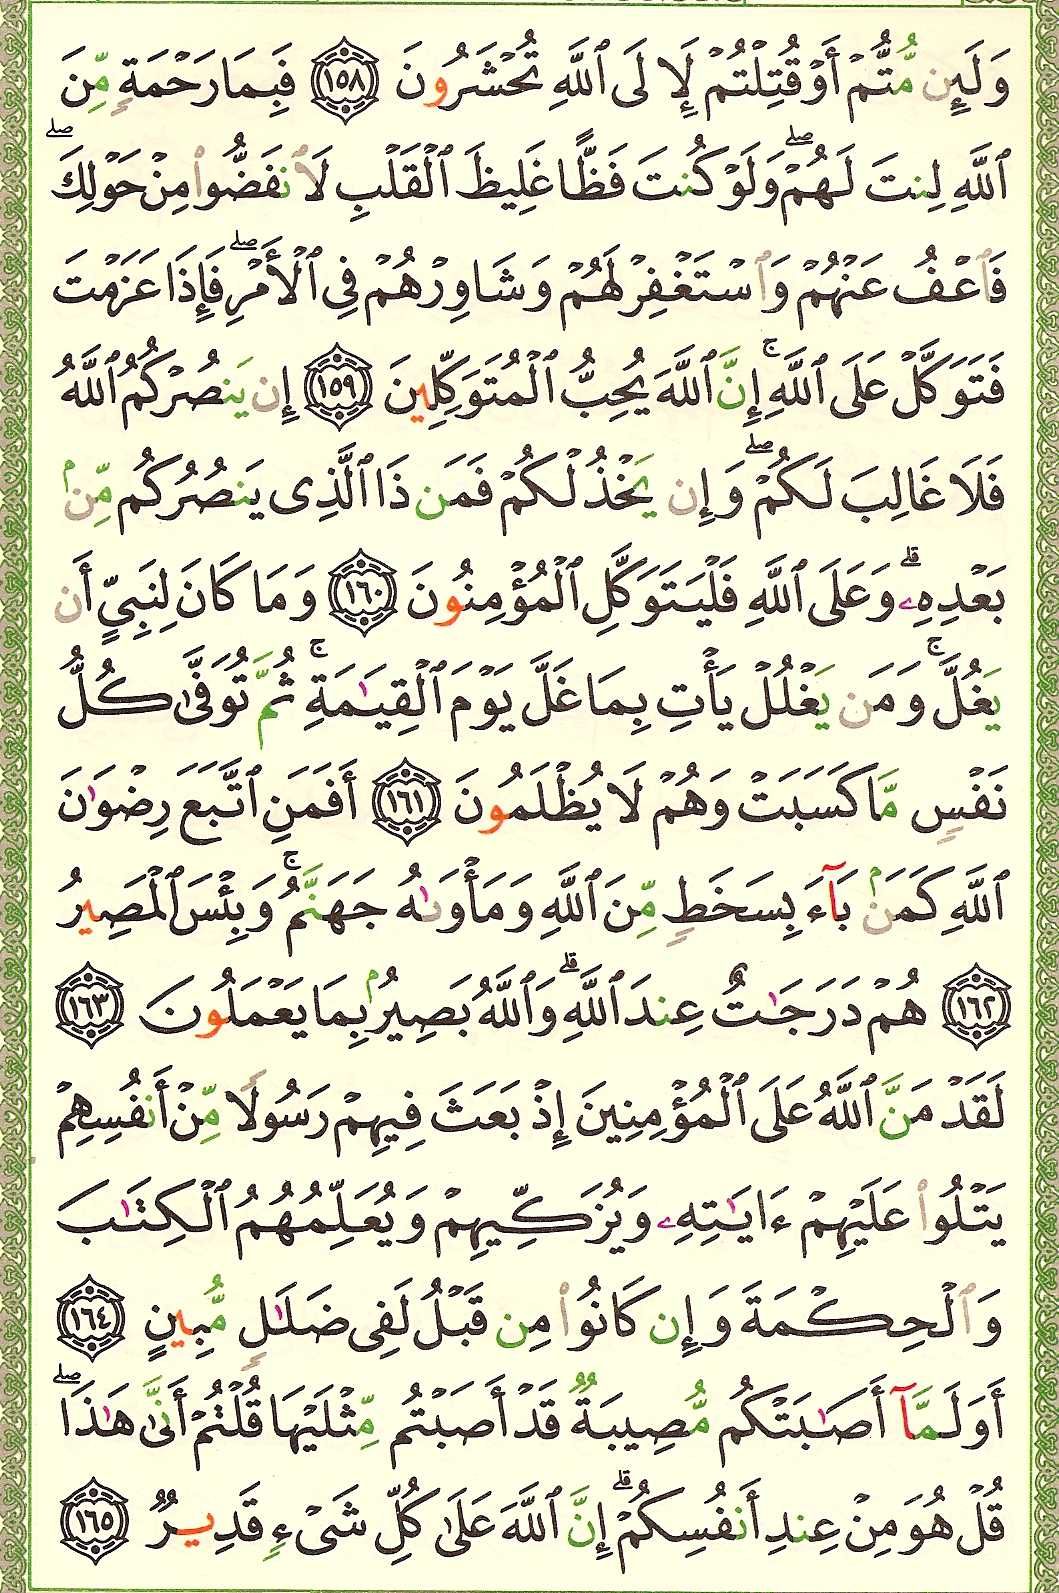 وَلَئِن مُّتُّمْ أَوْ قُتِلْتُمْ لَإِلَى ٱللَّهِ تُحْشَرُونَ ١٥٨ فَبِمَا رَحْمَةٍ مِّنَ
ٱللَّهِ لِنتَ لَهُمْ ۖ وَلَوْ كُنتَ فَظًّا غَلِيظَ ٱلْقَلْبِ لَٱنفَضُّوا۟ مِنْ حَوْلِكَ ۖ
فَٱعْفُ عَنْهُمْ وَٱسْتَغْفِرْ لَهُمْ وَشَاوِرْهُمْ فِى ٱلْأَمْرِ ۖ فَإِذَا عَزَمْتَ
فَتَوَكَّلْ عَلَى ٱللَّهِ ۚ إِنَّ ٱللَّهَ يُحِبُّ ٱلْمُتَوَكِّلِينَ ١٥٩ إِن يَنصُرْكُمُ ٱللَّهُ
فَلَا غَالِبَ لَكُمْ ۖ وَإِن يَخْذُلْكُمْ فَمَن ذَا ٱلَّذِى يَنصُرُكُم مِّنۢ
بَعْدِهِۦ ۗ وَعَلَى ٱللَّهِ فَلْيَتَوَكَّلِ ٱلْمُؤْمِنُونَ ١٦٠ وَمَا كَانَ لِنَبِىٍّ أَن
يَغُلَّ ۚ وَمَن يَغْلُلْ يَأْتِ بِمَا غَلَّ يَوْمَ ٱلْقِيَـٰمَةِ ۚ ثُمَّ تُوَفَّىٰ كُلُّ
نَفْسٍ مَّا كَسَبَتْ وَهُمْ لَا يُظْلَمُونَ ١٦١ أَفَمَنِ ٱتَّبَعَ رِضْوَٰنَ
ٱللَّهِ كَمَنۢ بَآءَ بِسَخَطٍ مِّنَ ٱللَّهِ وَمَأْوَىٰهُ جَهَنَّمُ ۚ وَبِئْسَ ٱلْمَصِيرُ
١٦٢ هُمْ دَرَجَـٰتٌ عِندَ ٱللَّهِ ۗ وَٱللَّهُ بَصِيرٌۢ بِمَا يَعْمَلُونَ ١٦٣
لَقَدْ مَنَّ ٱللَّهُ عَلَى ٱلْمُؤْمِنِينَ إِذْ بَعَثَ فِيهِمْ رَسُولًا مِّنْ أَنفُسِهِمْ
يَتْلُوا۟ عَلَيْهِمْ ءَايَـٰتِهِۦ وَيُزَكِّيهِمْ وَيُعَلِّمُهُمُ ٱلْكِتَـٰبَ
وَٱلْحِكْمَةَ وَإِن كَانُوا۟ مِن قَبْلُ لَفِى ضَلَـٰلٍ مُّبِينٍ ١٦٤
أَوَلَمَّآ أَصَـٰبَتْكُم مُّصِيبَةٌ قَدْ أَصَبْتُم مِّثْلَيْهَا قُلْتُمْ أَنَّىٰ هَـٰذَا ۖ
قُلْ هُوَ مِنْ عِندِ أَنفُسِكُمْ ۗ إِنَّ ٱللَّهَ عَلَىٰ كُلِّ شَىْءٍ قَدِيرٌ ١٦٥